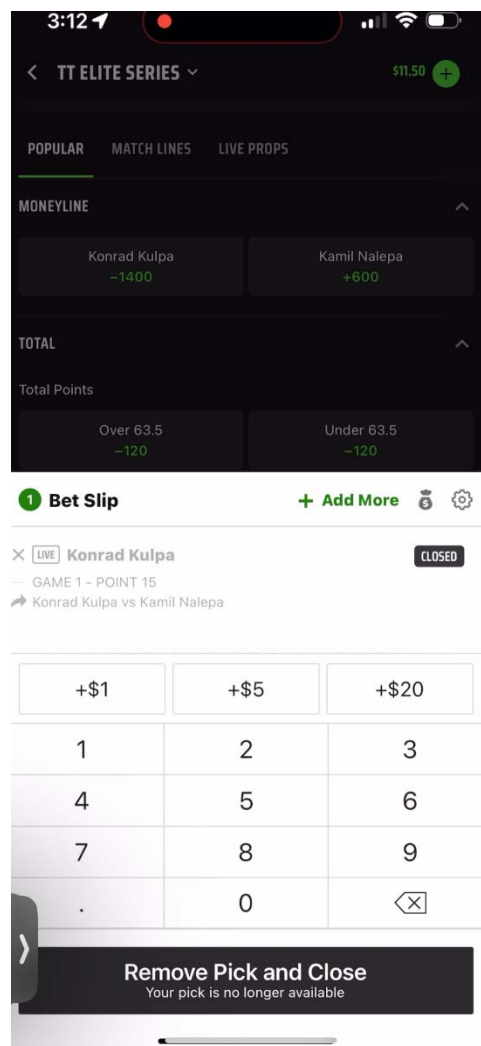 3:12
TT ELITE SERIES
$11.50
POPULAR MATCH LINES LIVE PROPS
MONEYLINE
Konrad Kulpa Kamil Nalepa
−1400 +600
TOTAL
Total Points
Over 63.5 Under 63.5
−120 −120
1 Bet Slip + Add More
LIVE Konrad Kulpa CLOSED
GAME 1 - POINT 15
Konrad Kulpa vs Kamil Nalepa
+$1 +$5 +$20
1 2 3
4 5 6
7 8 9
. 0
Remove Pick and Close
Your pick is no longer available